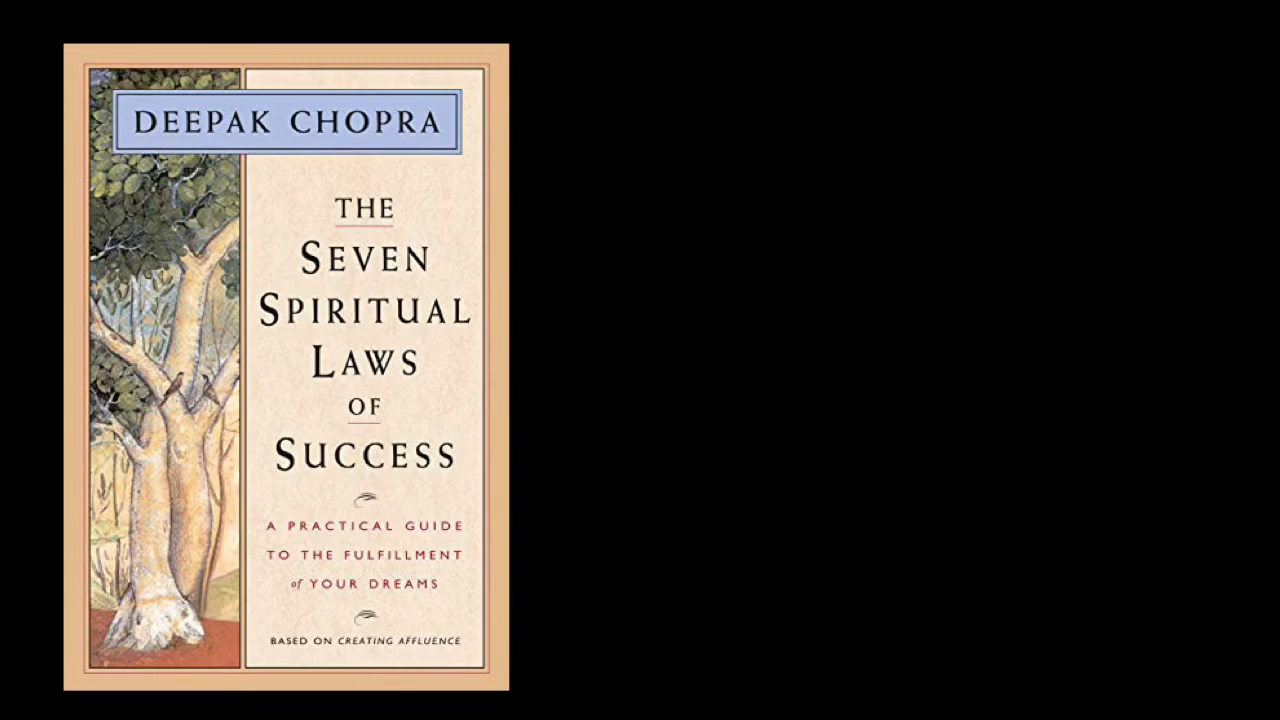 DEEPAK CHOPRA
THE
SEVEN
SPIRITUAL
LAWS
OF
SUCCESS
A PRACTICAL GUIDE
TO THE FULFILLMENT
of YOUR DREAMS
BASED ON CREATING AFFLUENCE